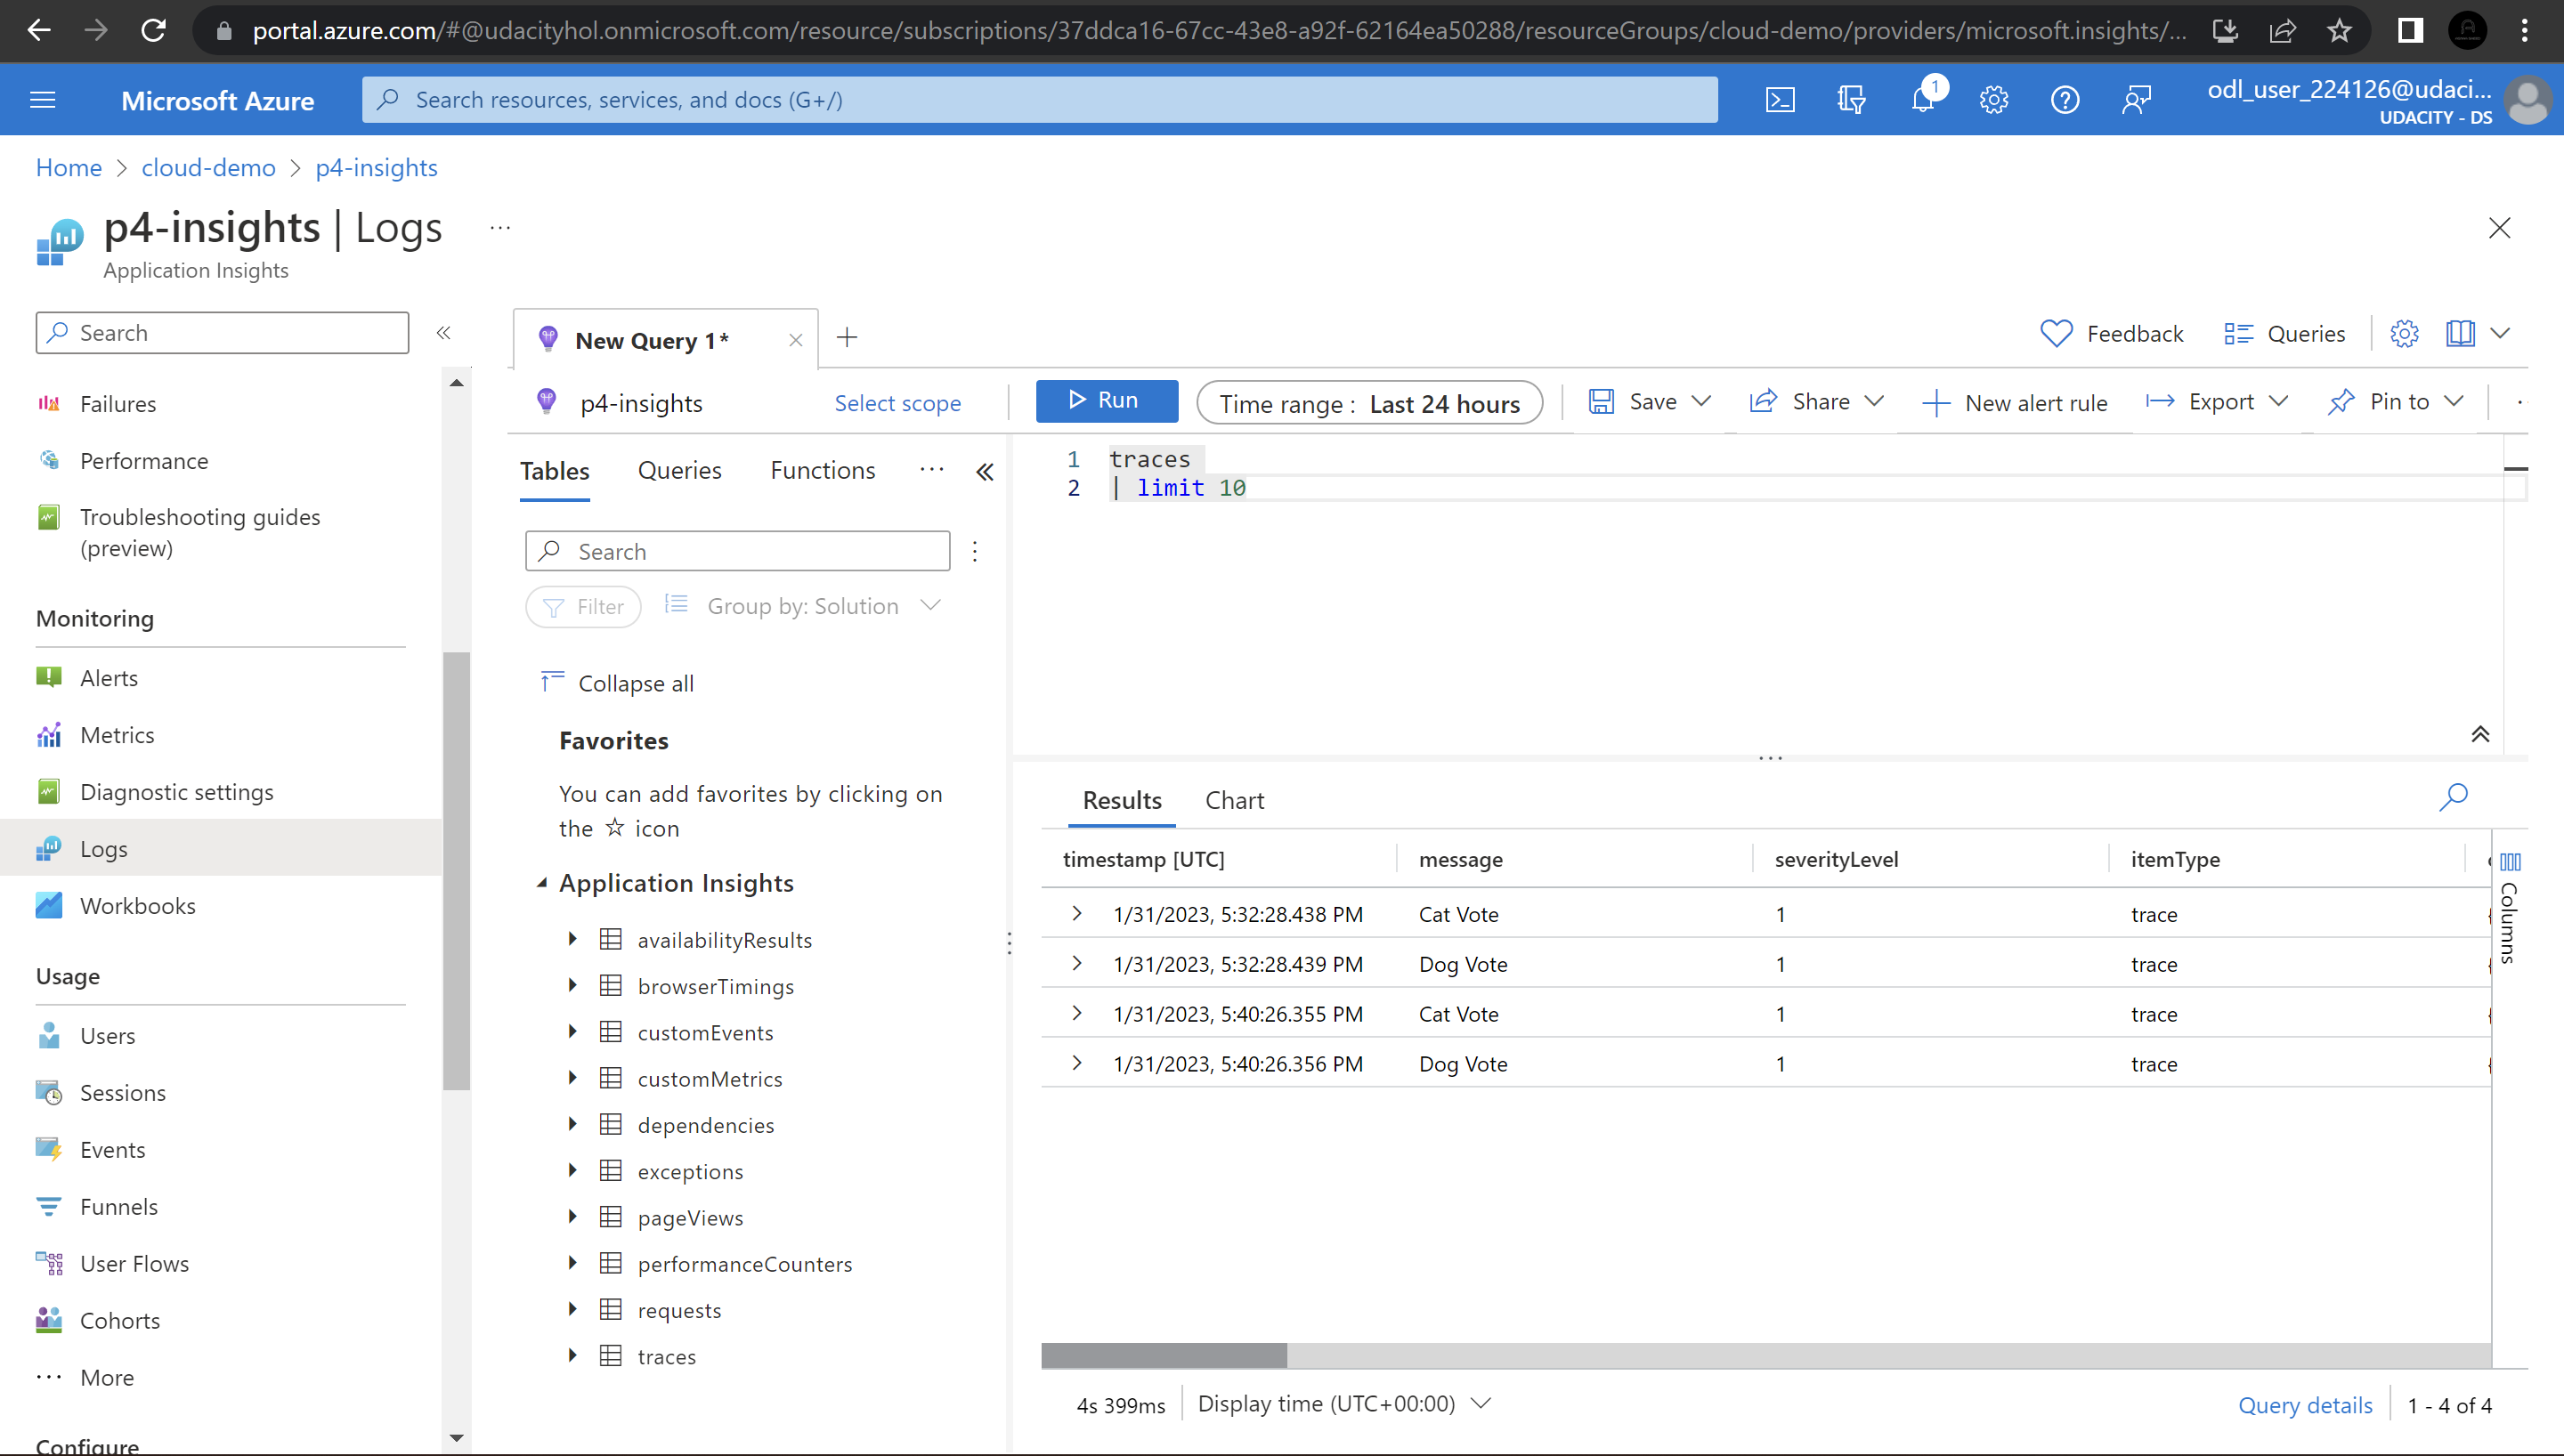 portal.azure.com/#@udacityhol.onmicrosoft.com/resource/subscriptions/37ddca16-67cc-43e8-a92f-62164ea50288/resourceGroups/cloud-demo/providers/microsoft.insights/...
Microsoft Azure
Search resources, services, and docs (G+/)
1
odl_user_224126@udaci...
UDACITY - DS
Home > cloud-demo > p4-insights
p4-insights | Logs ...
Application Insights
Search
«
Failures
Performance
Troubleshooting guides
(preview)
Monitoring
Alerts
Metrics
Diagnostic settings
Logs
Workbooks
Usage
Users
Sessions
Events
Funnels
User Flows
Cohorts
... More
Configure
New Query 1*
Feedback
Queries
p4-insights
Select scope
Run
Time range : Last 24 hours
Save
Share
New alert rule
Export
Pin to
Tables
Queries
Functions
...
Search
Filter
Group by: Solution
Collapse all
Favorites
You can add favorites by clicking on
the ☆ icon
Application Insights
availabilityResults
browserTimings
customEvents
customMetrics
dependencies
exceptions
pageViews
performanceCounters
requests
traces
1 traces
2 | limit 10
Results
Chart
timestamp [UTC] message severityLevel itemType
1/31/2023, 5:32:28.438 PM Cat Vote 1 trace
1/31/2023, 5:32:28.439 PM Dog Vote 1 trace
1/31/2023, 5:40:26.355 PM Cat Vote 1 trace
1/31/2023, 5:40:26.356 PM Dog Vote 1 trace
Columns
4s 399ms
Display time (UTC+00:00)
Query details
1 - 4 of 4